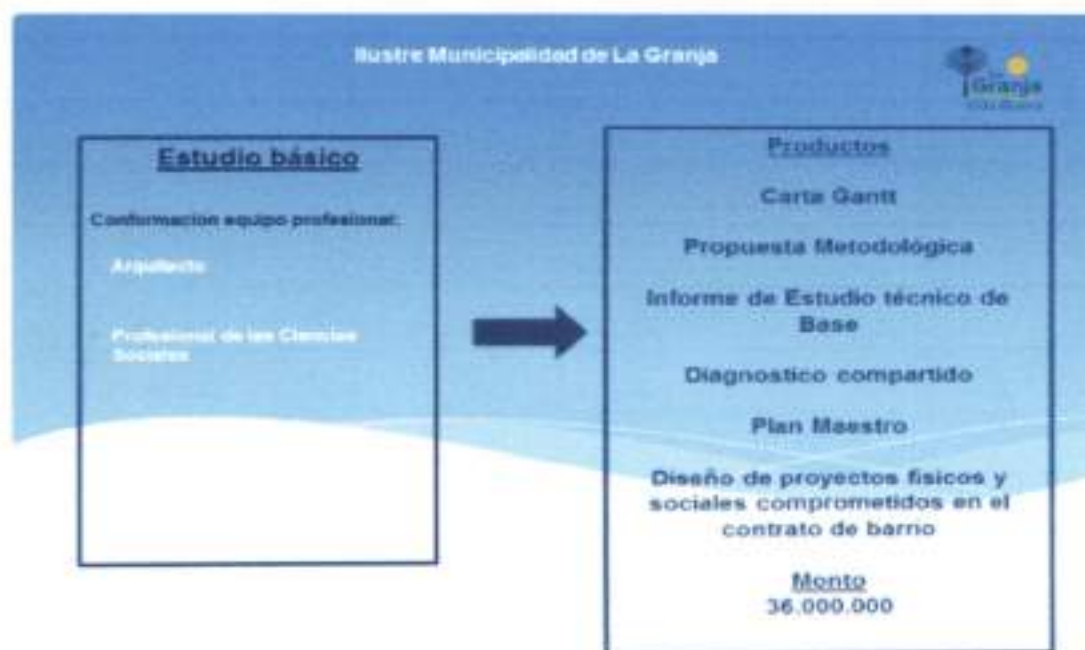 Ilustre Municipalidad de La Granja
La
Granja
Estudio básico
Conformacion equipo profesional:
Arquitecto
Profesional de las Ciencias
Sociales
Productos
Carta Gantt
Propuesta Metodológica
Informe de Estudio técnico de
Base
Diagnostico compartido
Plan Maestro
Diseño de proyectos físicos y
sociales comprometidos en el
contrato de barrio
Monto
36.000.000